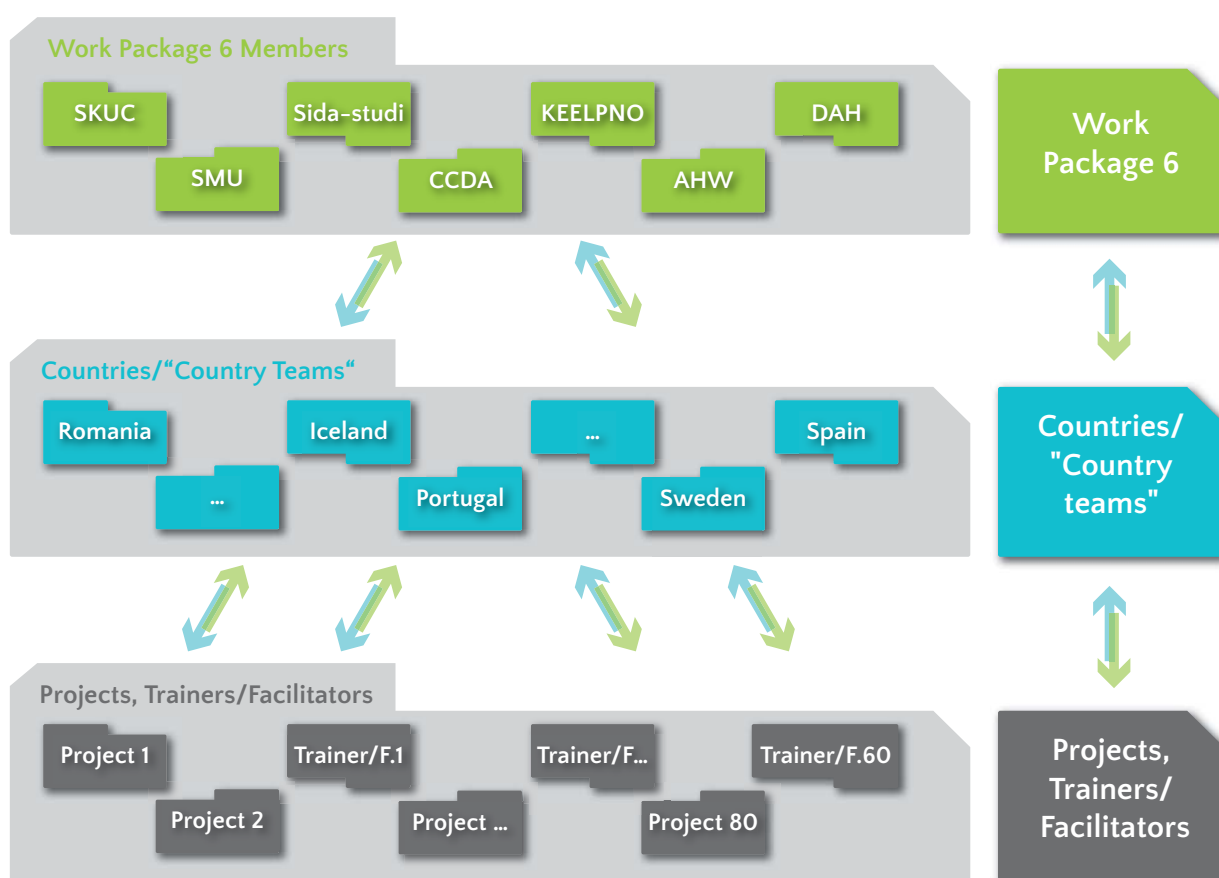 Work Package 6 Members
SKUC
Sida-studi
KEELPNO
DAH
SMU
CCDA
AHW
Work
Package 6
Countries/“Country Teams“
Romania
Iceland
...
Spain
...
Portugal
Sweden
Countries/
"Country
teams"
Projects, Trainers/Facilitators
Project 1
Trainer/F.1
Trainer/F...
Trainer/F.60
Project 2
Project ...
Project 80
Projects,
Trainers/
Facilitators